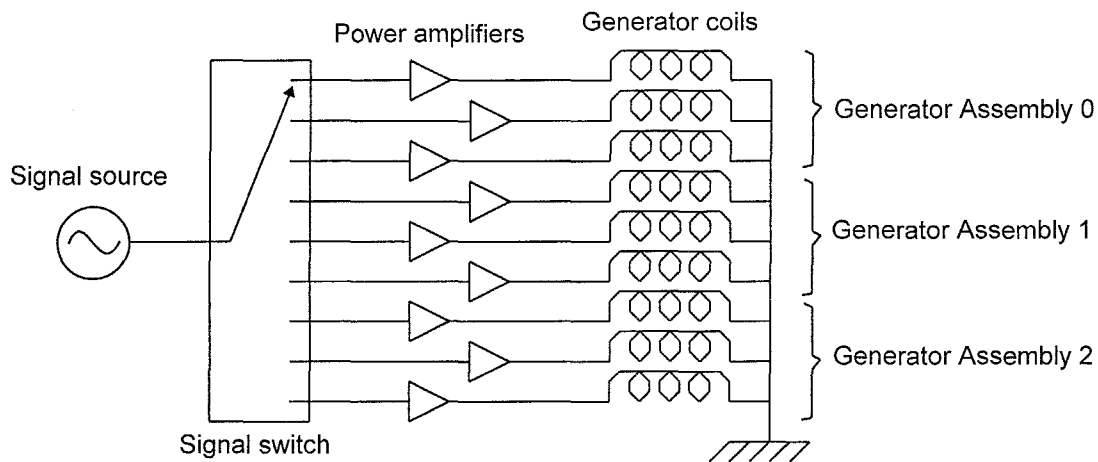 Power amplifiers
Generator coils
Generator Assembly 0
Signal source
Generator Assembly 1
Generator Assembly 2
Signal switch